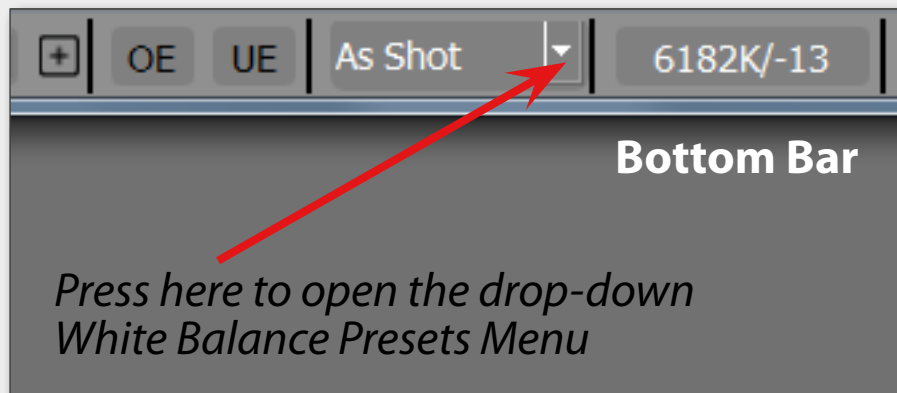 + OE UE As Shot 6182K/-13
Bottom Bar
Press here to open the drop-down
White Balance Presets Menu